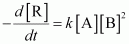 -d[R]/dt = k[A][B]²